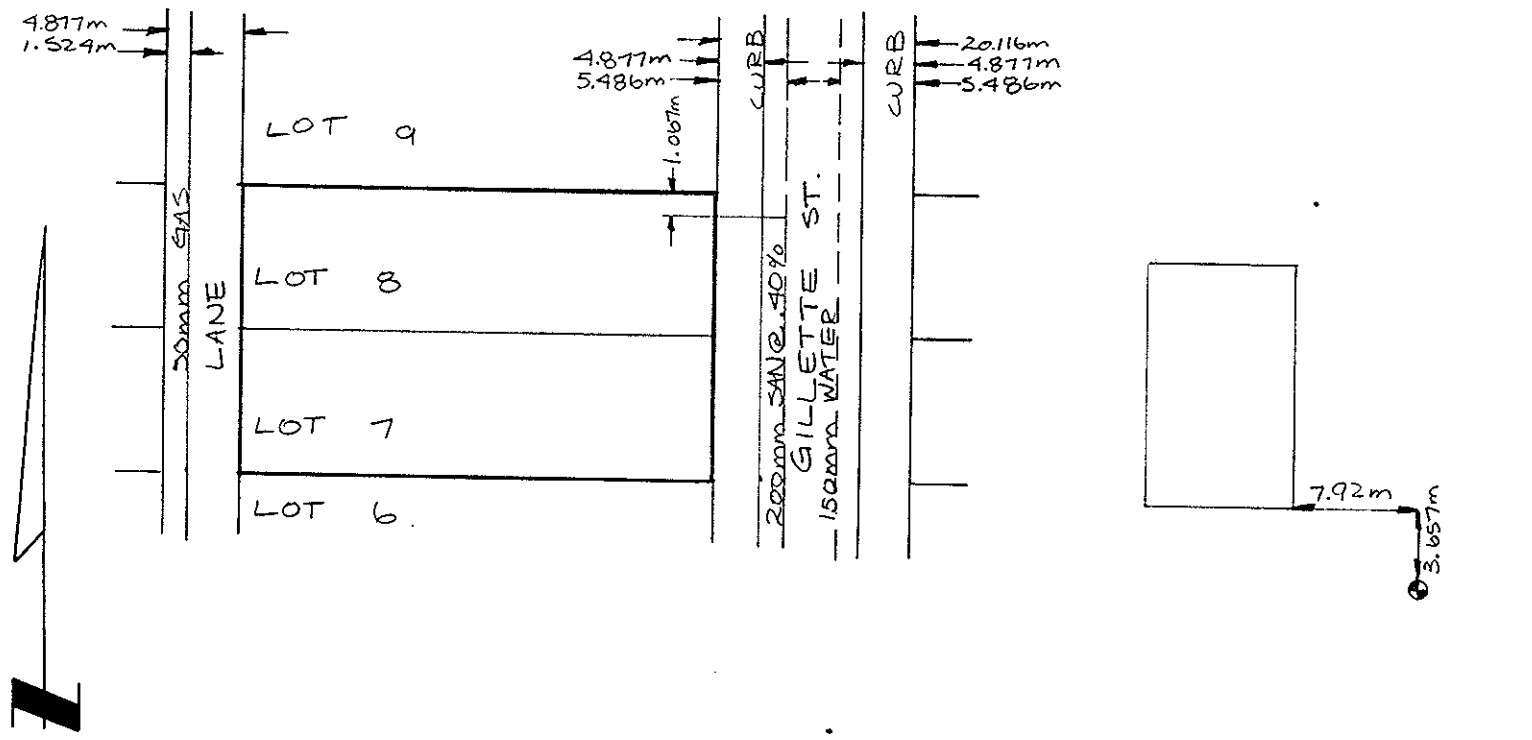 4.877m
1.524m
4.877m
5.486m
CURB
CURB
20.116m
4.877m
5.486m
1.067m
LOT 9
50mm GAS
LANE
LOT 8
LOT 7
LOT 6
200mm SAN@.40%
GILLETTE ST.
150mm WATER
7.92m
3.657m